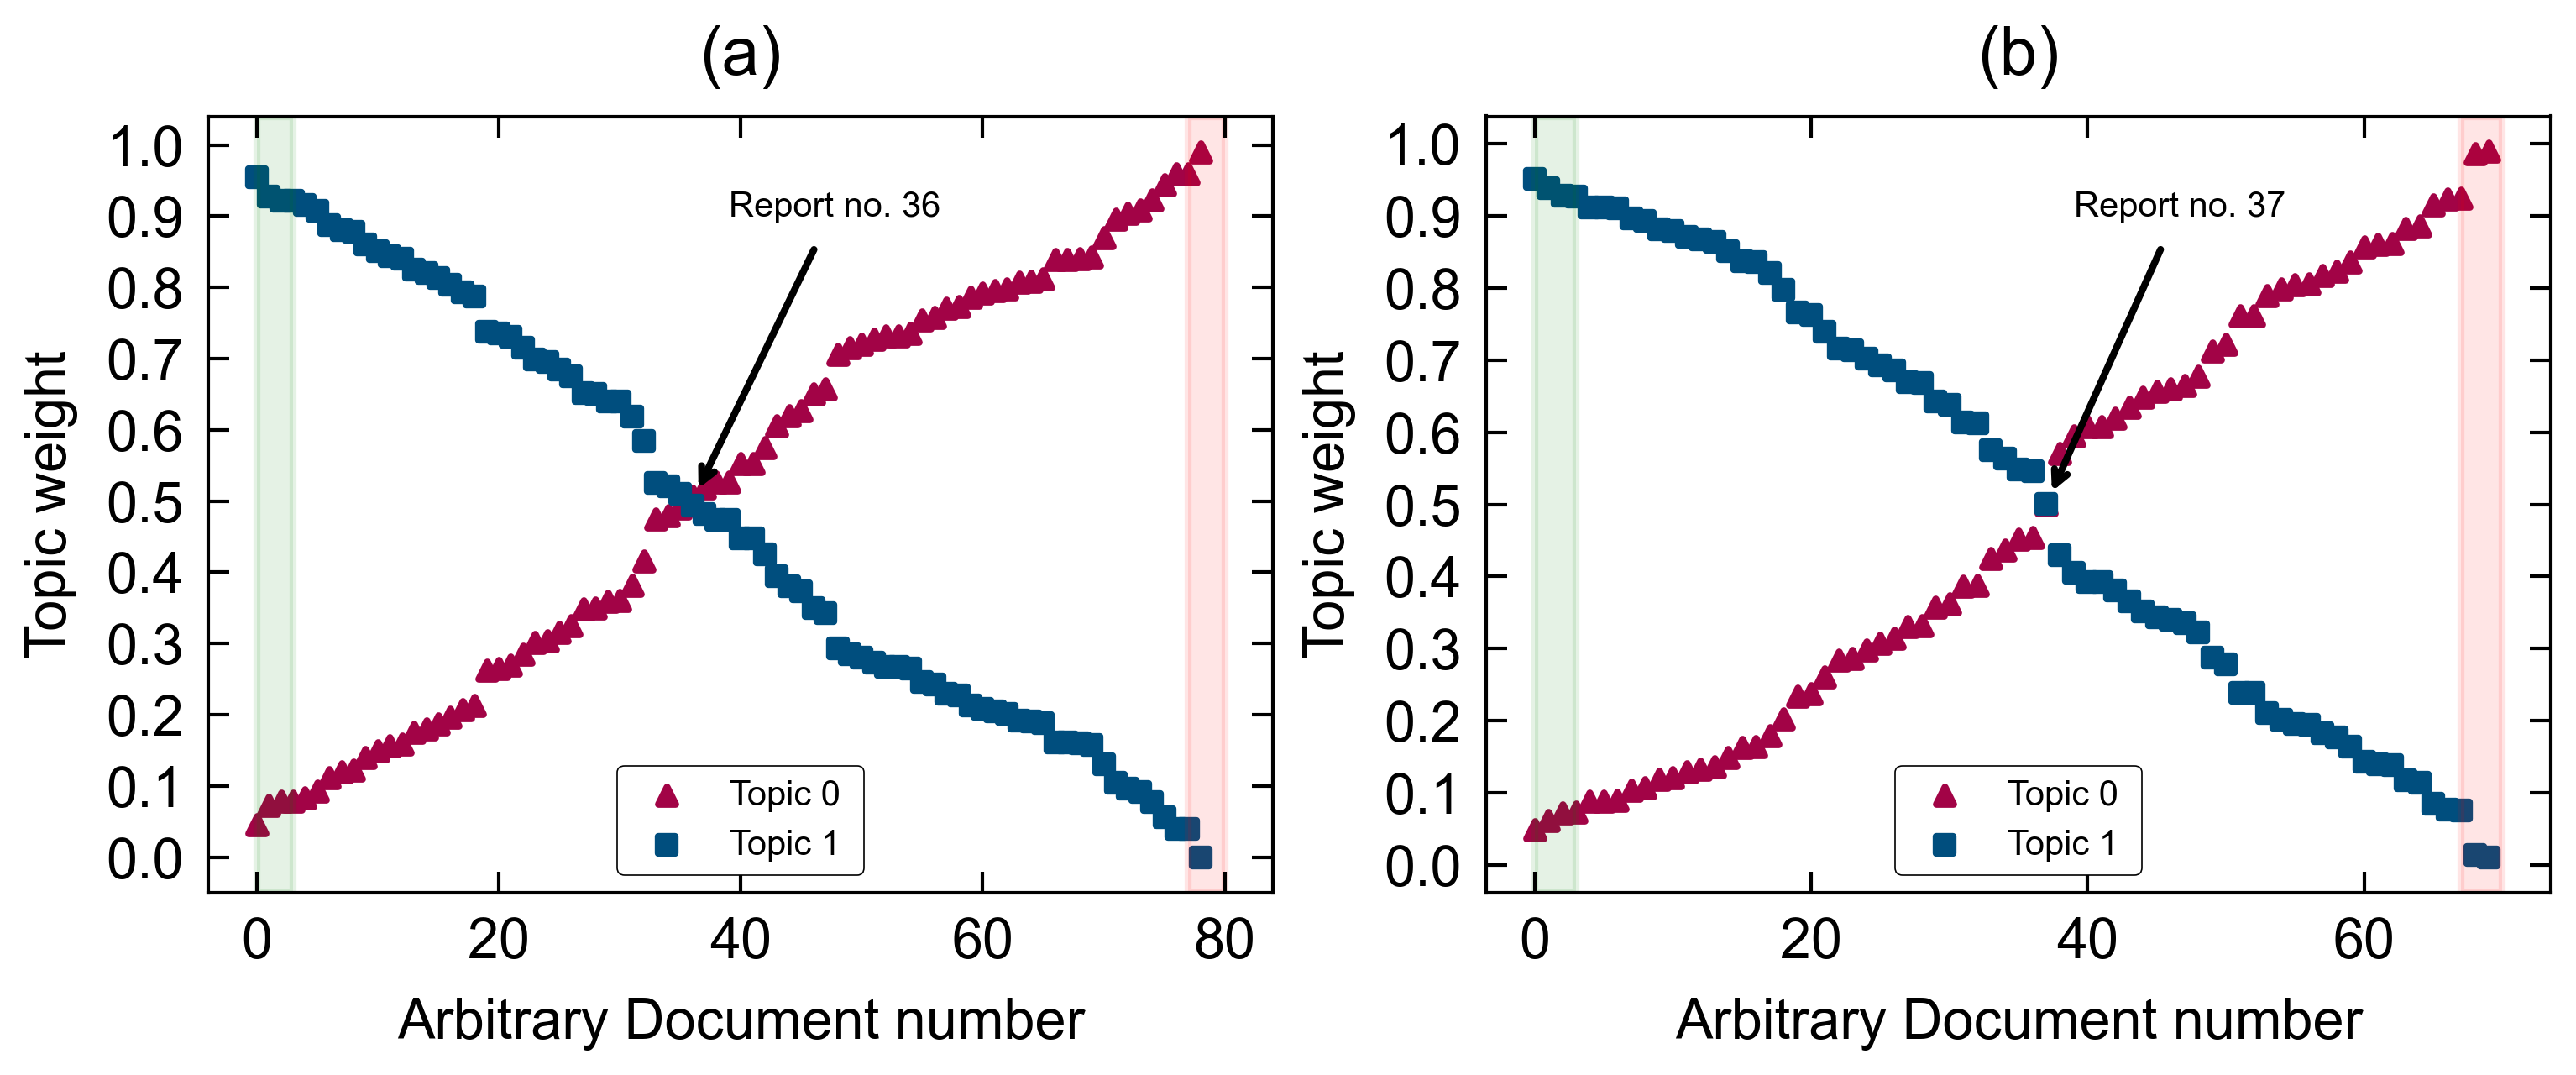 (a)
Topic weight
1.0
0.9
0.8
0.7
0.6
0.5
0.4
0.3
0.2
0.1
0.0
Report no. 36
Topic 0
Topic 1
0 20 40 60 80
Arbitrary Document number
(b)
Topic weight
1.0
0.9
0.8
0.7
0.6
0.5
0.4
0.3
0.2
0.1
0.0
Report no. 37
Topic 0
Topic 1
0 20 40 60
Arbitrary Document number